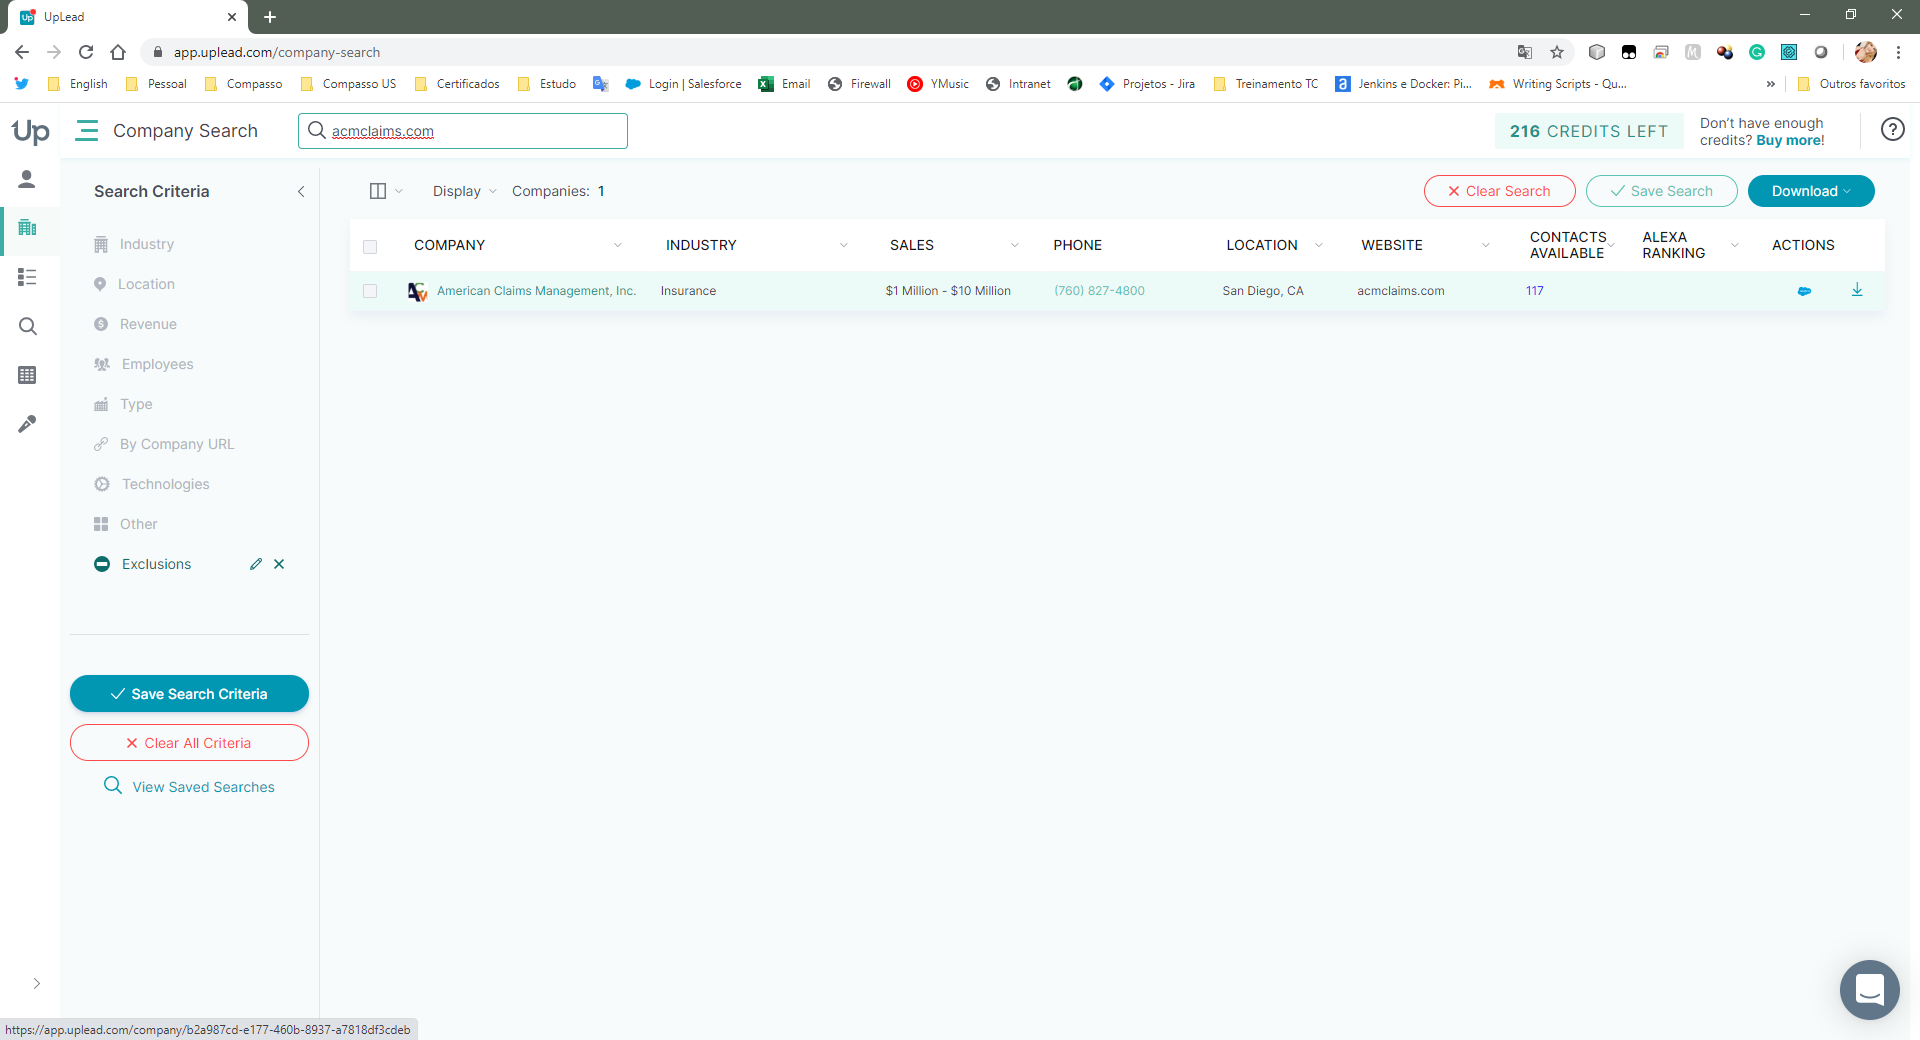 UpLead
app.uplead.com/company-search
English Pessoal Compasso Compasso US Certificados Estudo Login | Salesforce Email Firewall YMusic Intranet Projetos - Jira Treinamento TC Jenkins e Docker: Pi... Writing Scripts - Qu... » Outros favoritos
Up Company Search acmclaims.com 216 CREDITS LEFT Don't have enough
credits? Buy more!
Search Criteria Display Companies: 1 Clear Search Save Search Download
COMPANY INDUSTRY SALES PHONE LOCATION WEBSITE CONTACTS AVAILABLE ALEXA RANKING ACTIONS
American Claims Management, Inc. Insurance $1 Million - $10 Million (760) 827-4800 San Diego, CA acmclaims.com 117
Industry
Location
Revenue
Employees
Type
By Company URL
Technologies
Other
Exclusions
Save Search Criteria
Clear All Criteria
View Saved Searches
https://app.uplead.com/company/b2a987cd-e177-460b-8937-a7818df3cdeb